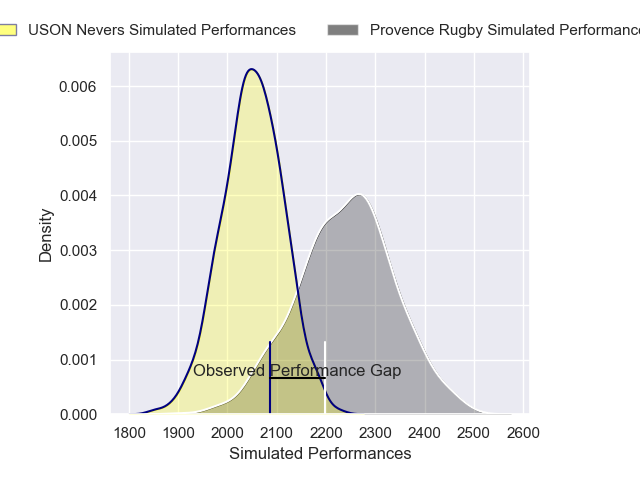 USON Nevers Simulated Performances
Provence Rugby Simulated Performance
0.006
0.005
0.004
0.003
0.002
0.001
0.000
Density
Observed Performance Gap
1800 1900 2000 2100 2200 2300 2400 2500 2600
Simulated Performances